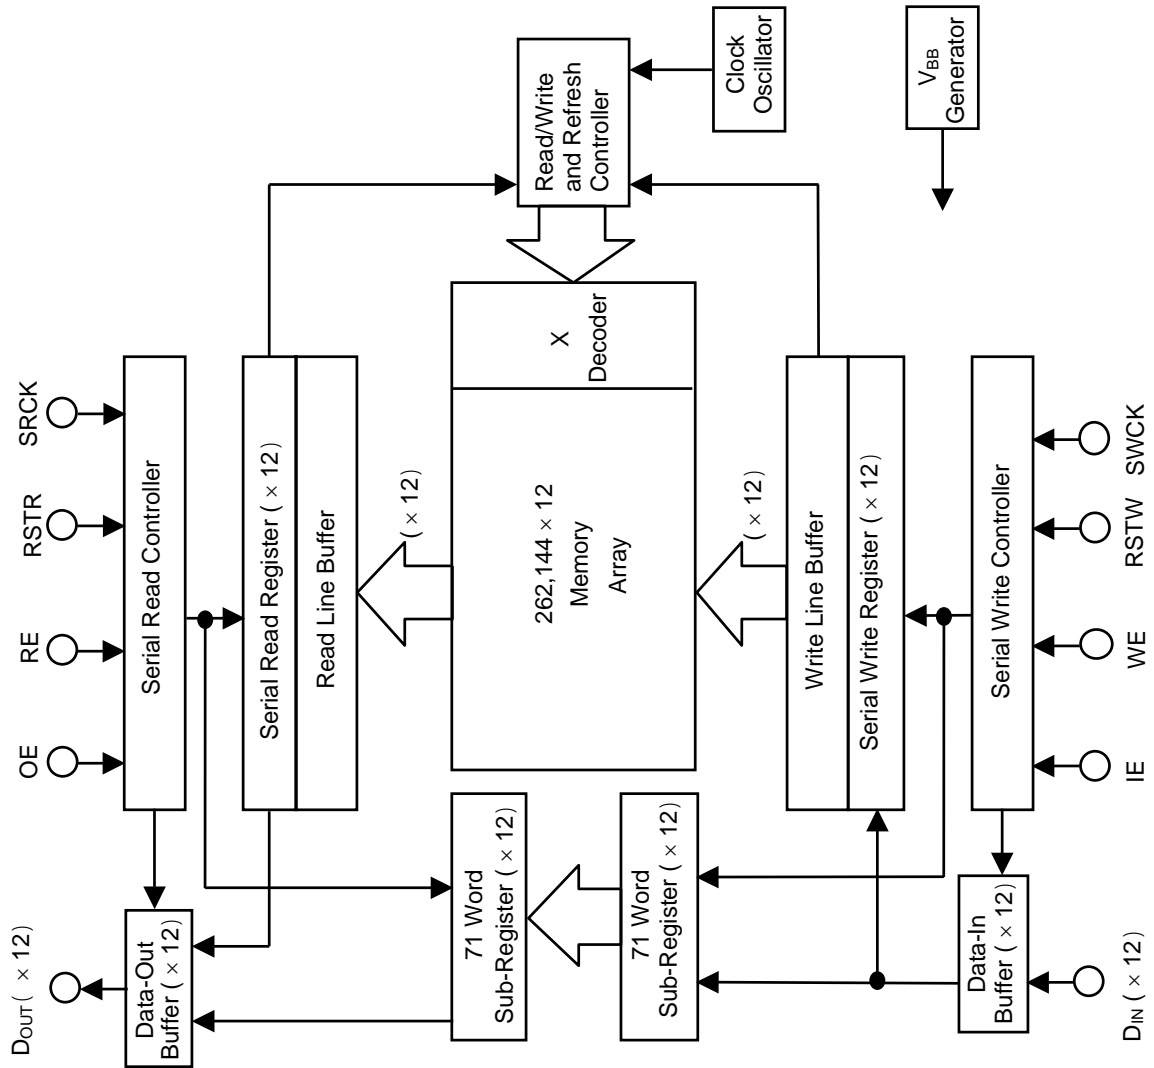 DOUT ( × 12)
OE
RE
RSTR
SRCK
Data-Out
Buffer ( × 12)
Serial Read Controller
Serial Read Register ( × 12)
Read Line Buffer
(× 12)
71 Word
Sub-Register ( × 12)
71 Word
Sub-Register ( × 12)
262,144 × 12
Memory
Array
X
Decoder
Read/Write
and Refresh
Controller
Clock
Oscillator
(× 12)
Write Line Buffer
Serial Write Register ( × 12)
VBB
Generator
Data-In
Buffer ( × 12)
Serial Write Controller
DIN ( × 12)
IE
WE
RSTW
SWCK